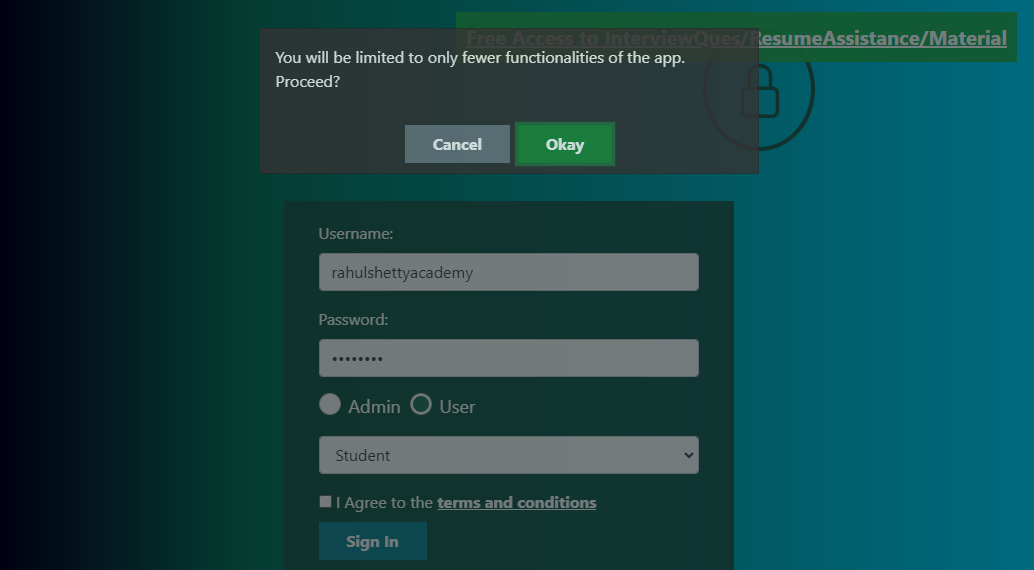 Free Access to InterviewQues/ResumeAssistance/Material
You will be limited to only fewer functionalities of the app.
Proceed?
Cancel Okay
Username:
rahulshettyacademy
Password:
••••••••
Admin User
Student
I Agree to the terms and conditions
Sign In